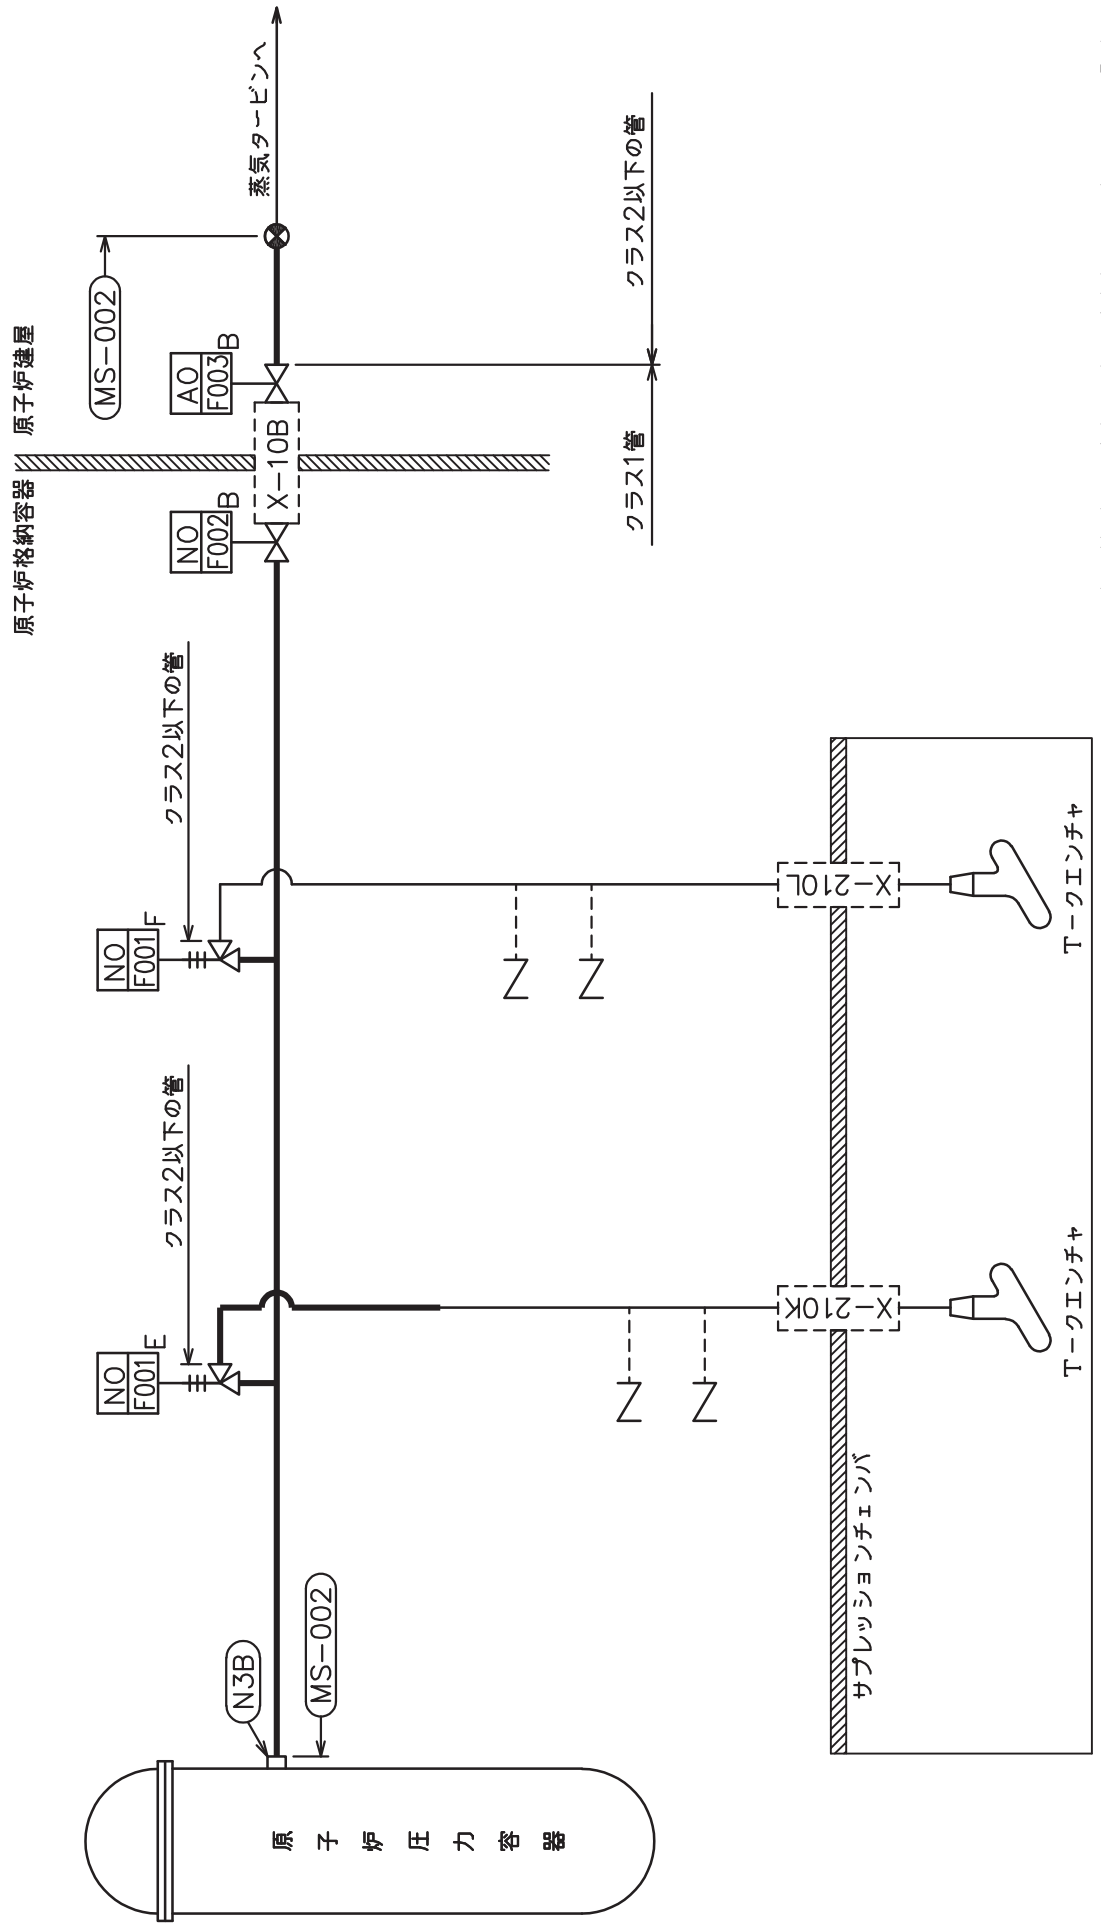 原子炉格納容器
原子炉建屋
MS-002
NO
F001
E
クラス2以下の管
NO
F001
F
クラス2以下の管
NO
F002
B
AO
F003
B
蒸気タービンへ
N3B
X-10B
MS-002
原子炉圧力容器
クラス1管
クラス2以下の管
X-210K
X-210L
サプレッションチェンバ
T-クエンチャ
T-クエンチャ